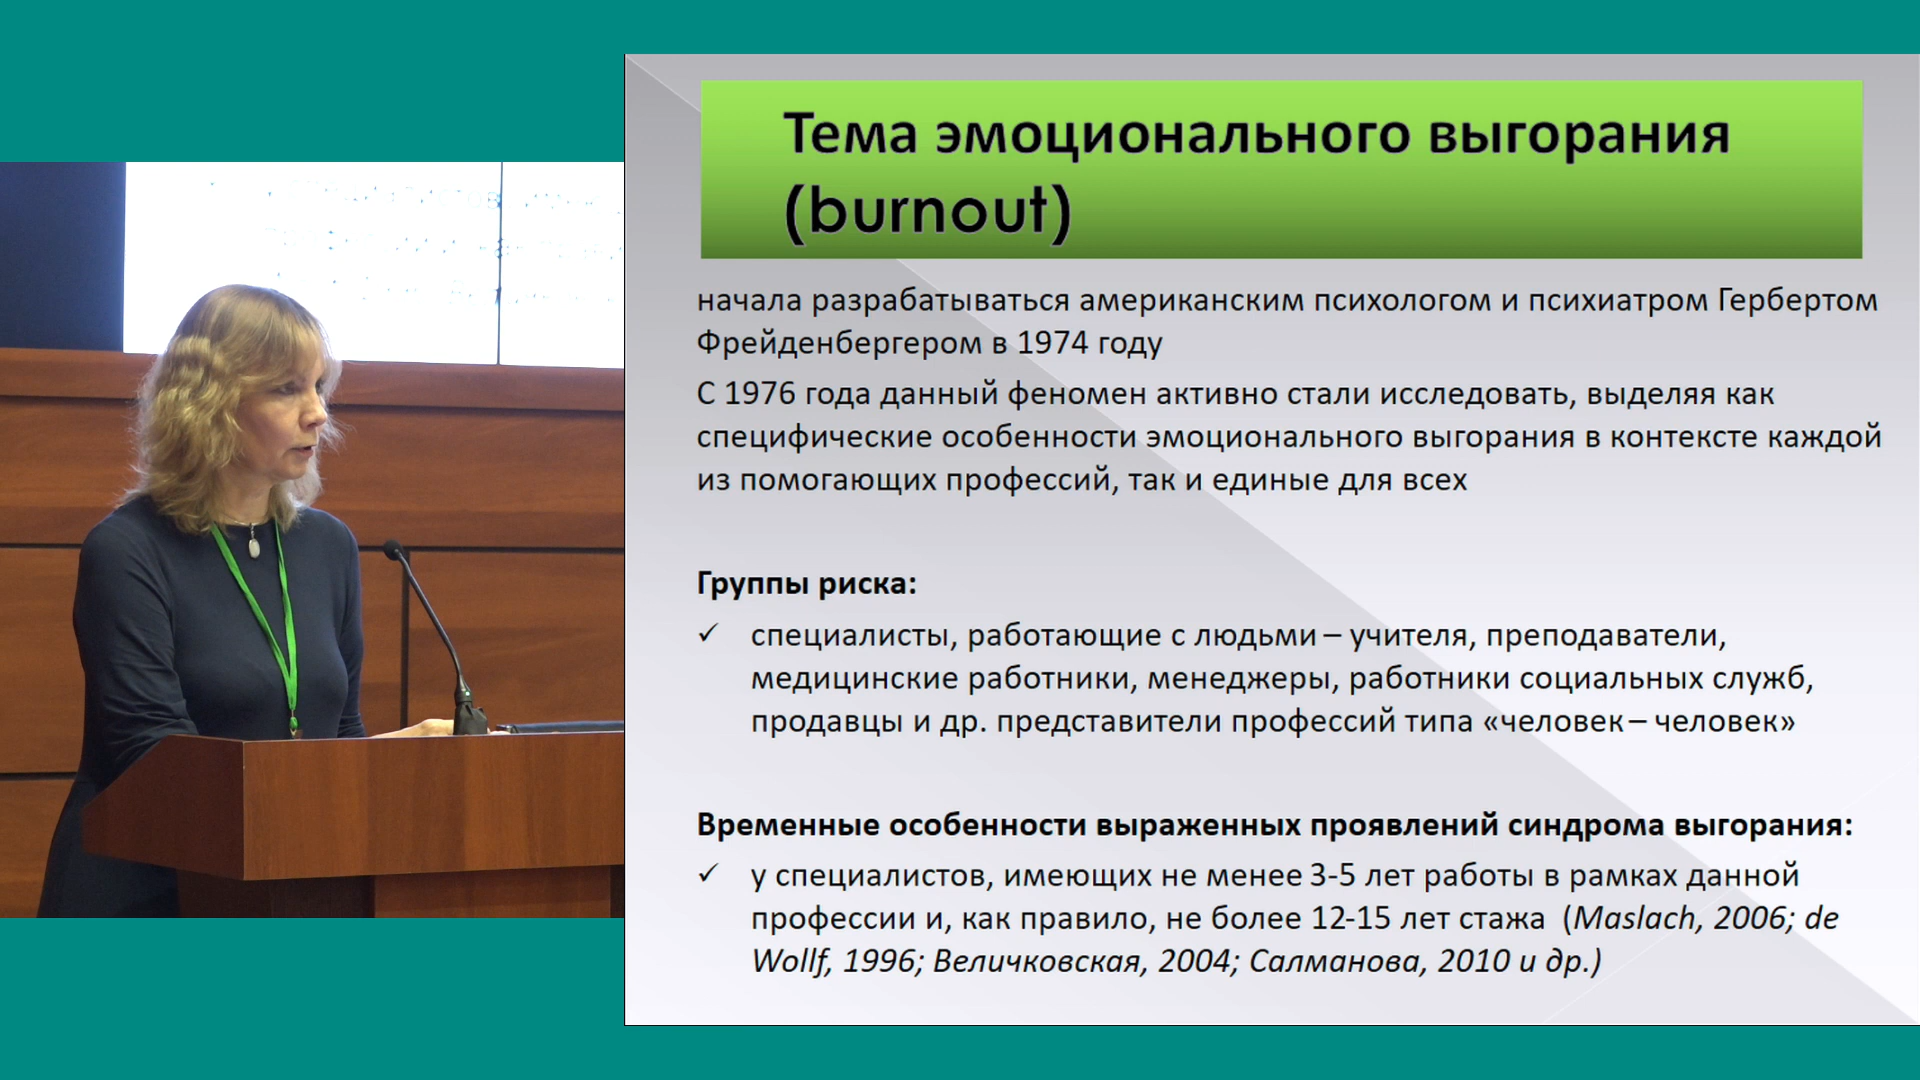 Тема эмоционального выгорания
(burnout)
начала разрабатываться американским психологом и психиатром Гербертом
Фрейденбергером в 1974 году
С 1976 года данный феномен активно стали исследовать, выделяя как
специфические особенности эмоционального выгорания в контексте каждой
из помогающих профессий, так и единые для всех
Группы риска:
✓ специалисты, работающие с людьми – учителя, преподаватели,
медицинские работники, менеджеры, работники социальных служб,
продавцы и др. представители профессий типа «человек – человек»
Временные особенности выраженных проявлений синдрома выгорания:
✓ у специалистов, имеющих не менее 3-5 лет работы в рамках данной
профессии и, как правило, не более 12-15 лет стажа (Maslach, 2006; de
Wollf, 1996; Величковская, 2004; Салманова, 2010 и др.)